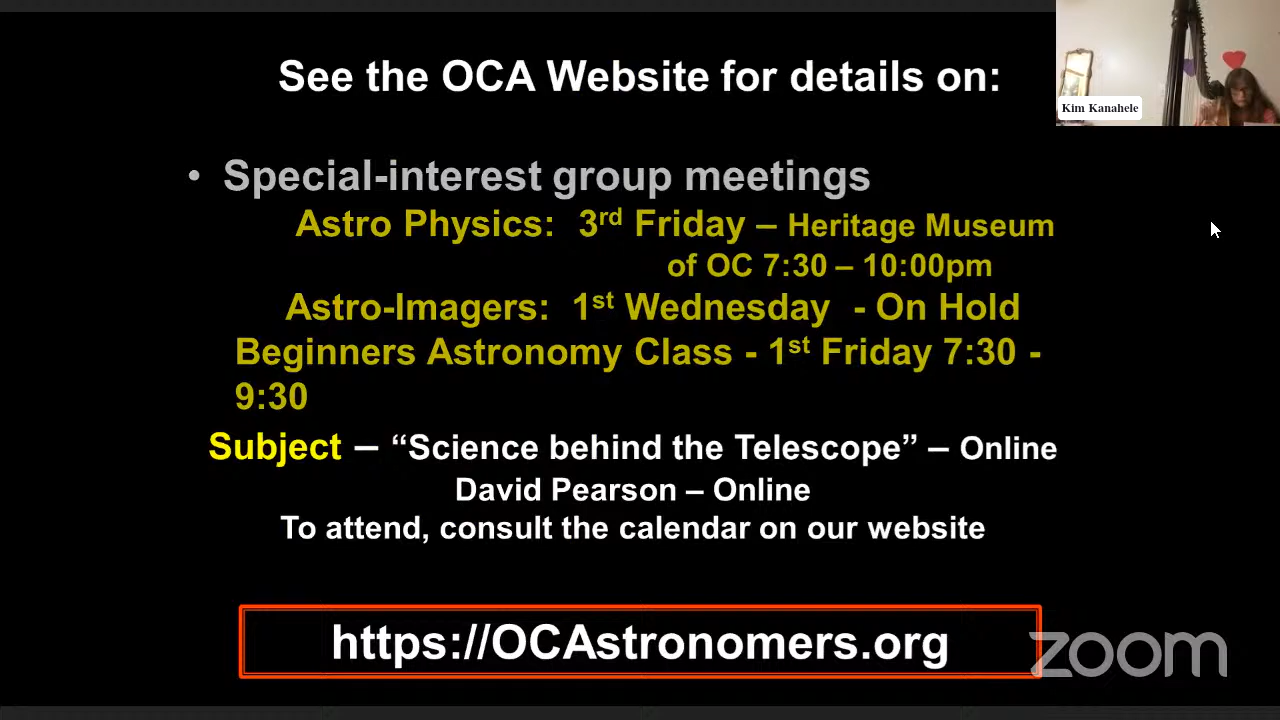 See the OCA Website for details on:
Kim Kanahele
• Special-interest group meetings
Astro Physics: 3rd Friday – Heritage Museum
of OC 7:30 – 10:00pm
Astro-Imagers: 1st Wednesday - On Hold
Beginners Astronomy Class - 1st Friday 7:30 -
9:30
Subject – “Science behind the Telescope” – Online
David Pearson – Online
To attend, consult the calendar on our website
https://OCAstronomers.org
zoom